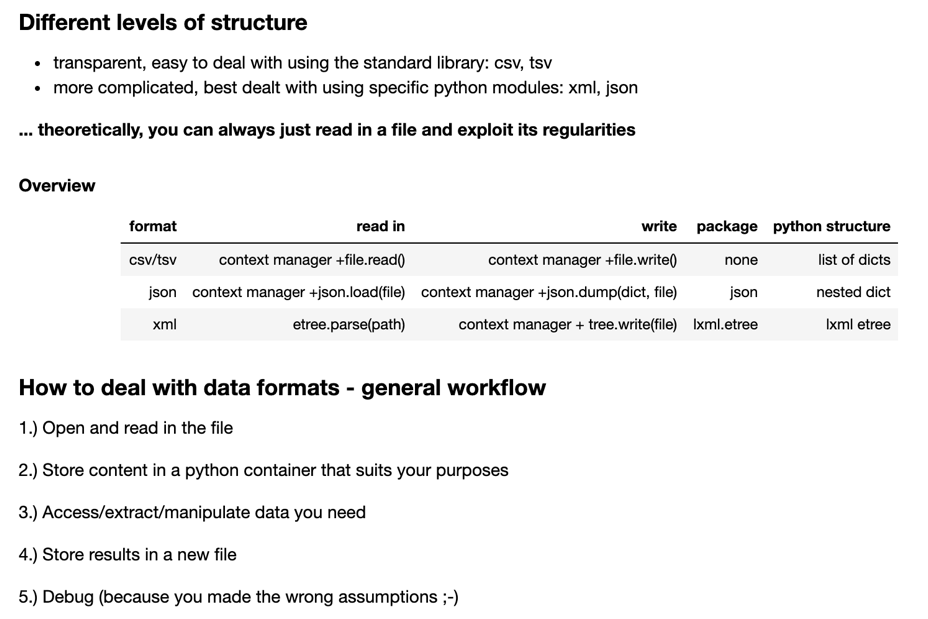 Different levels of structure
• transparent, easy to deal with using the standard library: csv, tsv
• more complicated, best dealt with using specific python modules: xml, json
... theoretically, you can always just read in a file and exploit its regularities
Overview
format read in write package python structure
csv/tsv context manager +file.read() context manager +file.write() none list of dicts
json context manager +json.load(file) context manager +json.dump(dict, file) json nested dict
xml etree.parse(path) context manager + tree.write(file) lxml.etree lxml etree
How to deal with data formats - general workflow
1.) Open and read in the file
2.) Store content in a python container that suits your purposes
3.) Access/extract/manipulate data you need
4.) Store results in a new file
5.) Debug (because you made the wrong assumptions ;-)